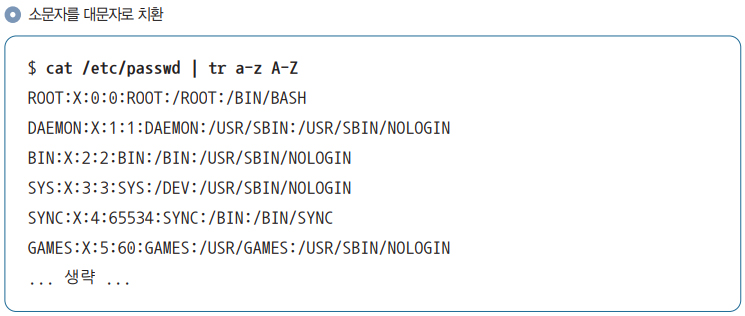 소문자를 대문자로 치환
$ cat /etc/passwd | tr a-z A-Z
ROOT:X:0:0:ROOT:/ROOT:/BIN/BASH
DAEMON:X:1:1:DAEMON:/USR/SBIN:/USR/SBIN/NOLOGIN
BIN:X:2:2:BIN:/BIN:/USR/SBIN/NOLOGIN
SYS:X:3:3:SYS:/DEV:/USR/SBIN/NOLOGIN
SYNC:X:4:65534:SYNC:/BIN:/BIN/SYNC
GAMES:X:5:60:GAMES:/USR/GAMES:/USR/SBIN/NOLOGIN
... 생략 ...